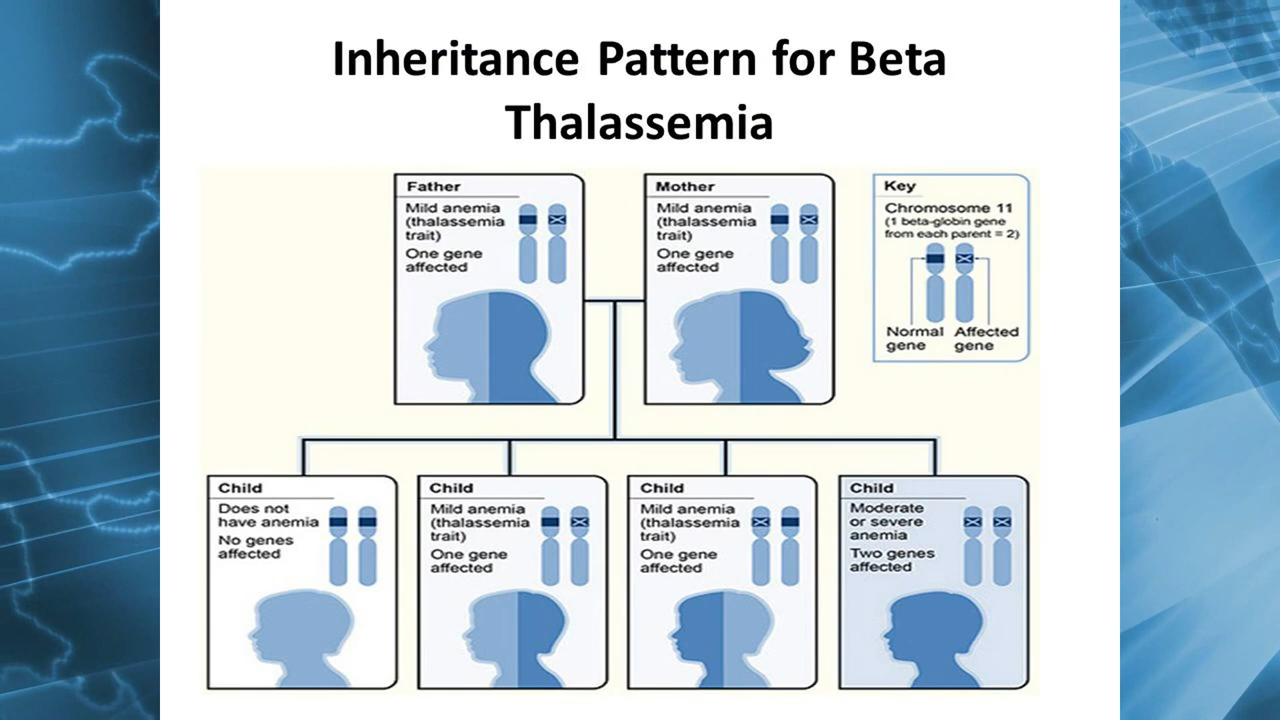 Inheritance Pattern for Beta
Thalassemia
Father
Mild anemia
(thalassemia
trait)
One gene
affected
Mother
Mild anemia
(thalassemia
trait)
One gene
affected
Key
Chromosome 11
(1 beta-globin gene
from each parent = 2)
Normal
gene
Affected
gene
Child
Does not
have anemia
No genes
affected
Child
Mild anemia
(thalassemia
trait)
One gene
affected
Child
Mild anemia
(thalassemia
trait)
One gene
affected
Child
Moderate
or severe
anemia
Two genes
affected